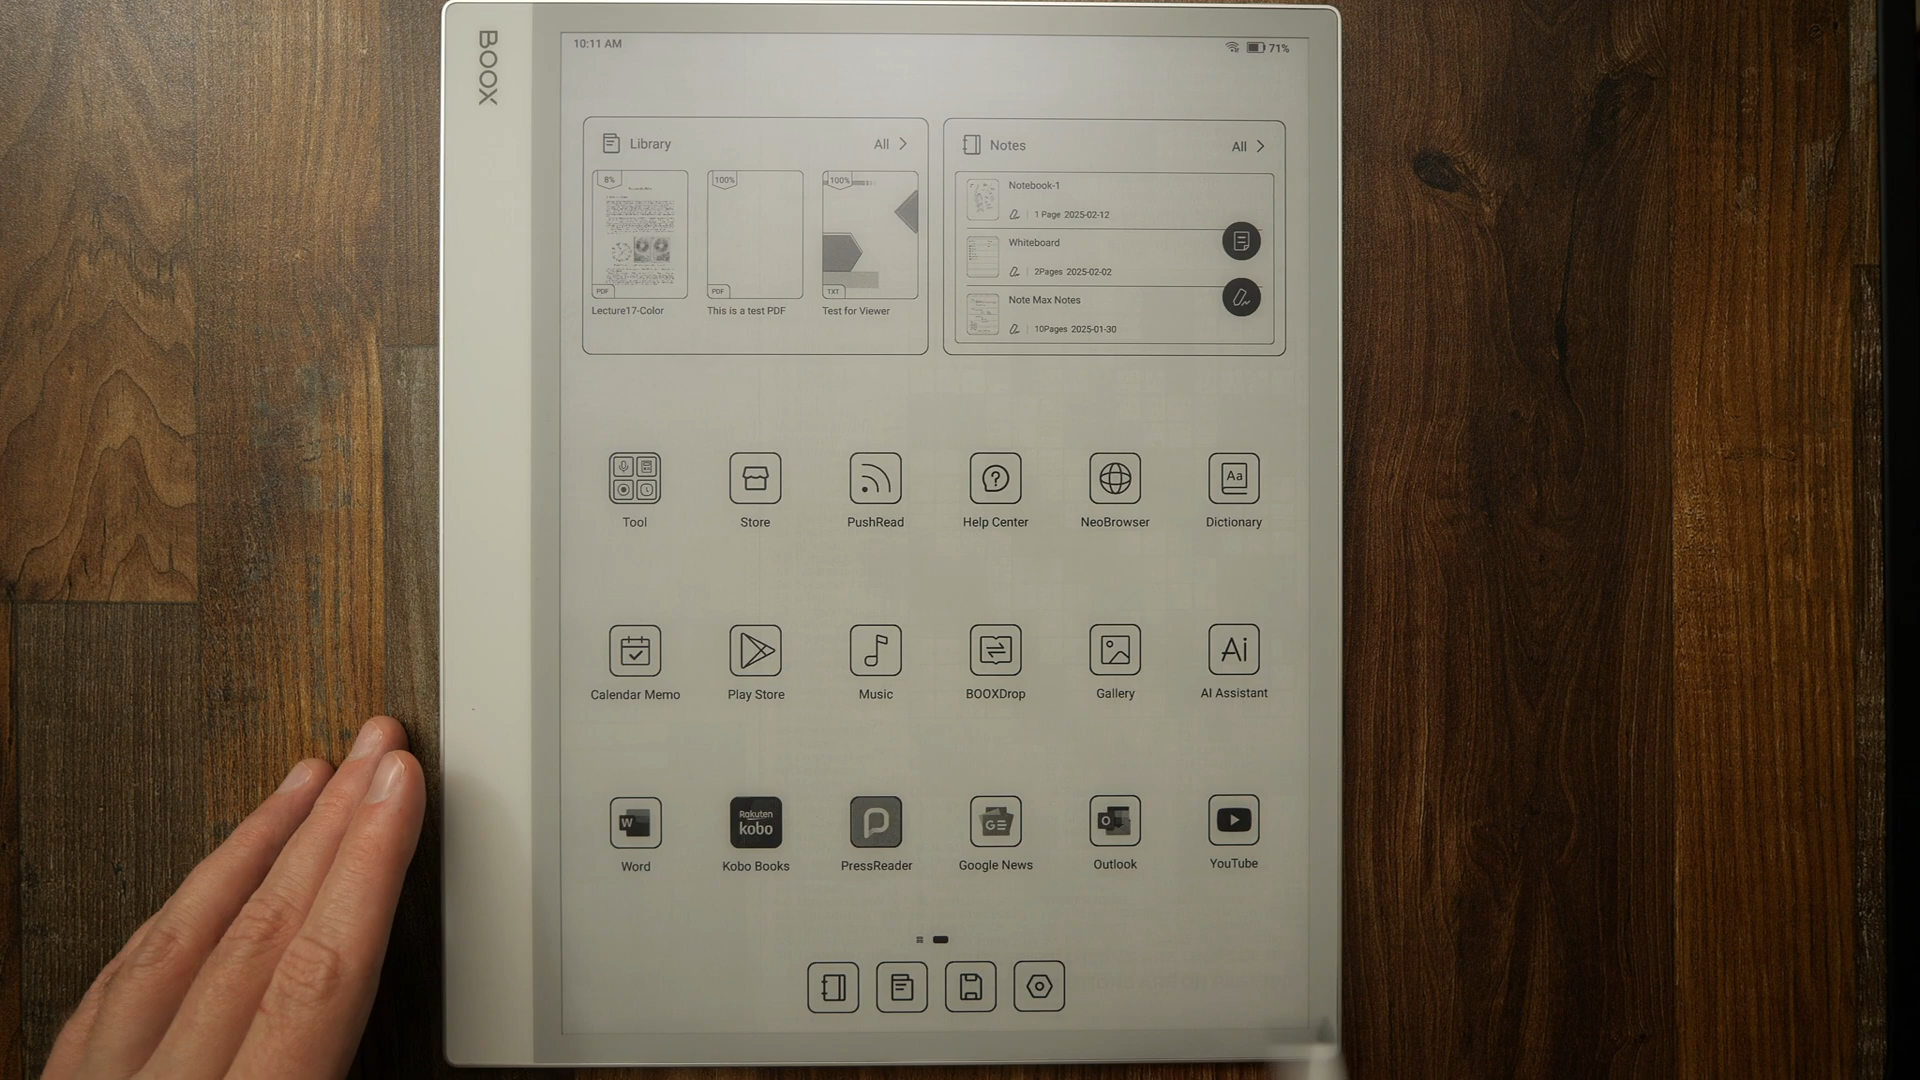 BOOX
10:11 AM
71%
Library
All
8%
PDF
Lecture17-Color
100%
PDF
This is a test PDF
100%
TXT
Test for Viewer
Notes
All
Notebook-1
1 Page 2025-02-12
Whiteboard
2Pages 2025-02-02
Note Max Notes
10Pages 2025-01-30
Tool
Store
PushRead
Help Center
Aa
NeoBrowser
Dictionary
Calendar Memo
Play Store
Music
BOOXDrop
Gallery
Ai
AI Assistant
W
Word
Rakuten
kobo
Kobo Books
PressReader
GE
Google News
O
Outlook
YouTube